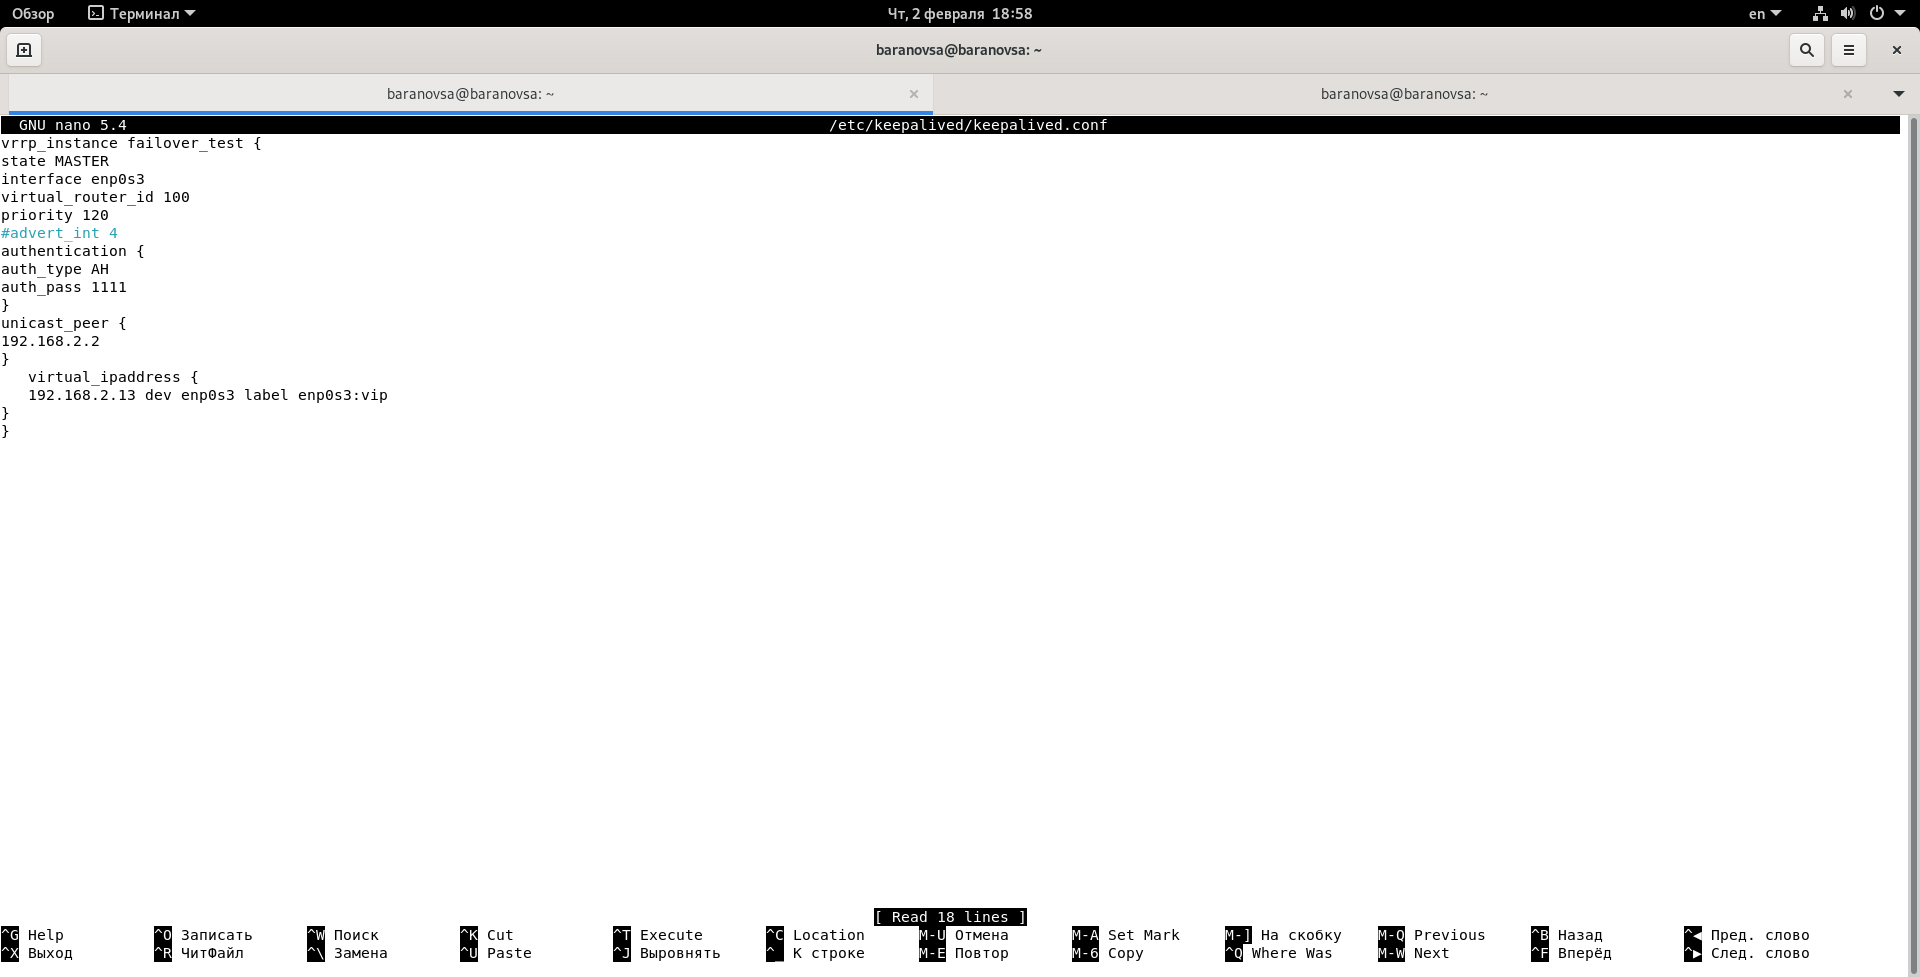 Обзор Терминал Чт, 2 февраля 18:58 en
baranovsa@baranovsa: ~
baranovsa@baranovsa: ~ baranovsa@baranovsa: ~
GNU nano 5.4 /etc/keepalived/keepalived.conf
vrrp_instance failover_test {
state MASTER
interface enp0s3
virtual_router_id 100
priority 120
#advert_int 4
authentication {
auth_type AH
auth_pass 1111
}
unicast_peer {
192.168.2.2
}
virtual_ipaddress {
192.168.2.13 dev enp0s3 label enp0s3:vip
}
}
[ Read 18 lines ]
^G Help ^O Записать ^W Поиск ^K Cut ^T Execute ^C Location M-U Отмена M-A Set Mark M-] На скобку M-Q Previous ^B Назад ^◀ Пред. слово
^X Выход ^R ЧитФайл ^\ Замена ^U Paste ^J Выровнять ^_ К строке M-E Повтор M-6 Copy ^Q Where Was M-W Next ^F Вперёд ^▶ След. слово